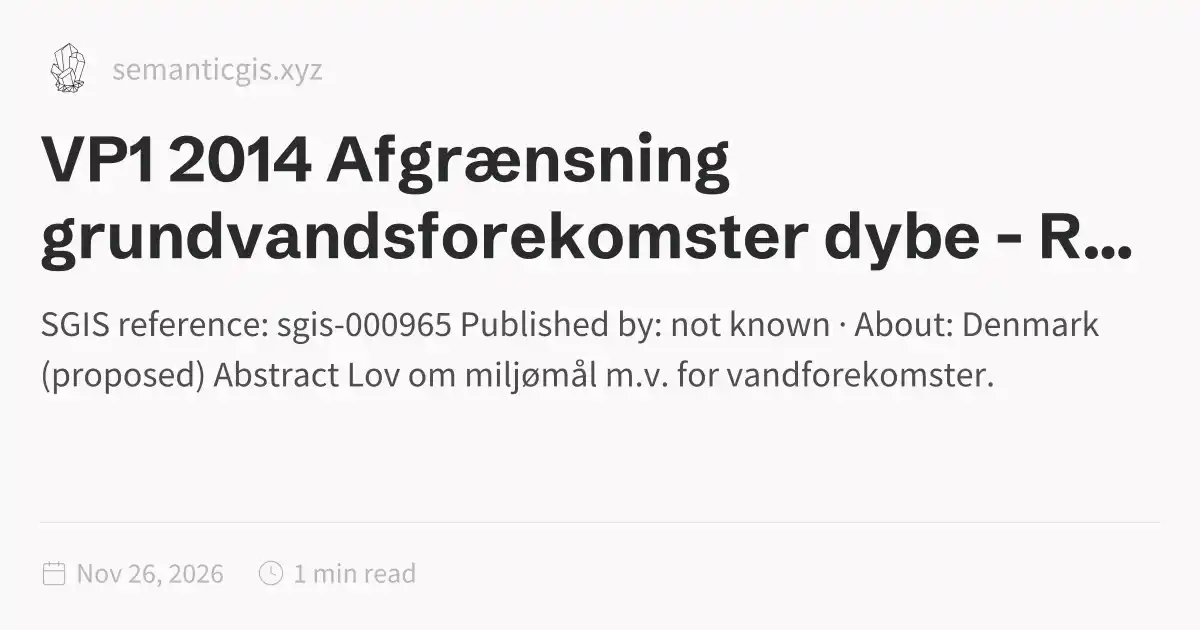 semanticgis.xyz
VP1 2014 Afgrænsning
grundvandsforekomster dybe - R...
SGIS reference: sgis-000965 Published by: not known · About: Denmark
(proposed) Abstract Lov om miljømål m.v. for vandforekomster.
Nov 26, 2026 1 min read